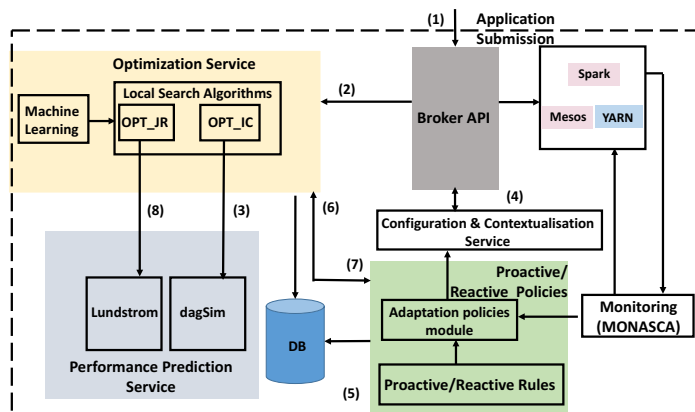 (1)
Application
Submission
Optimization Service
Local Search Algorithms
Machine
Learning
OPT_JR
OPT_IC
(2)
Broker API
Spark
Mesos
YARN
(8)
(3)
(6)
(4)
Configuration & Contextualisation
Service
(7)
Proactive/
Reactive Policies
Lundstrom
dagSim
Adaptation policies
module
Monitoring
(MONASCA)
DB
Performance Prediction
Service
(5)
Proactive/Reactive Rules